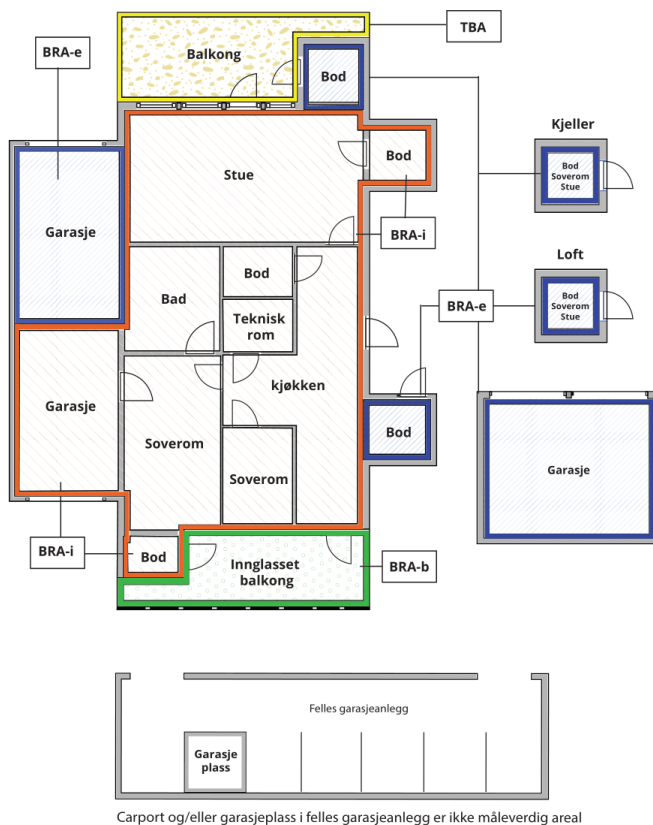 TBA
BRA-e
Balkong
Bod
Kjeller
Bod
Soverom
Stue
Bod
Stue
Garasje
BRA-i
Loft
Bod
Soverom
Stue
Bod
Bad
BRA-e
Teknisk
rom
kjøkken
Garasje
Bod
Soverom
Garasje
Soverom
BRA-i
Bod
Innglasset
balkong
BRA-b
Felles garasjeanlegg
Garasje
plass
Carport og/eller garasjeplass i felles garasjeanlegg er ikke måleverdig areal